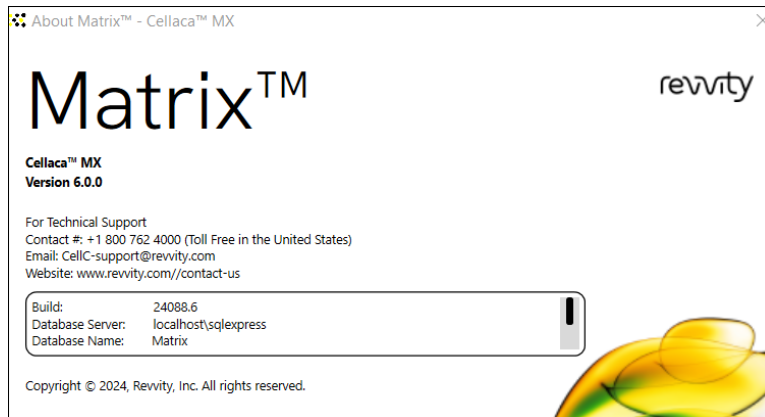 About Matrix™ - Cellaca™ MX
Matrix™
revvity
Cellaca™ MX
Version 6.0.0
For Technical Support
Contact #: +1 800 762 4000 (Toll Free in the United States)
Email: CellC-support@revvity.com
Website: www.revvity.com//contact-us
Build: 24088.6
Database Server: localhost\sqlexpress
Database Name: Matrix
Copyright © 2024, Revvity, Inc. All rights reserved.